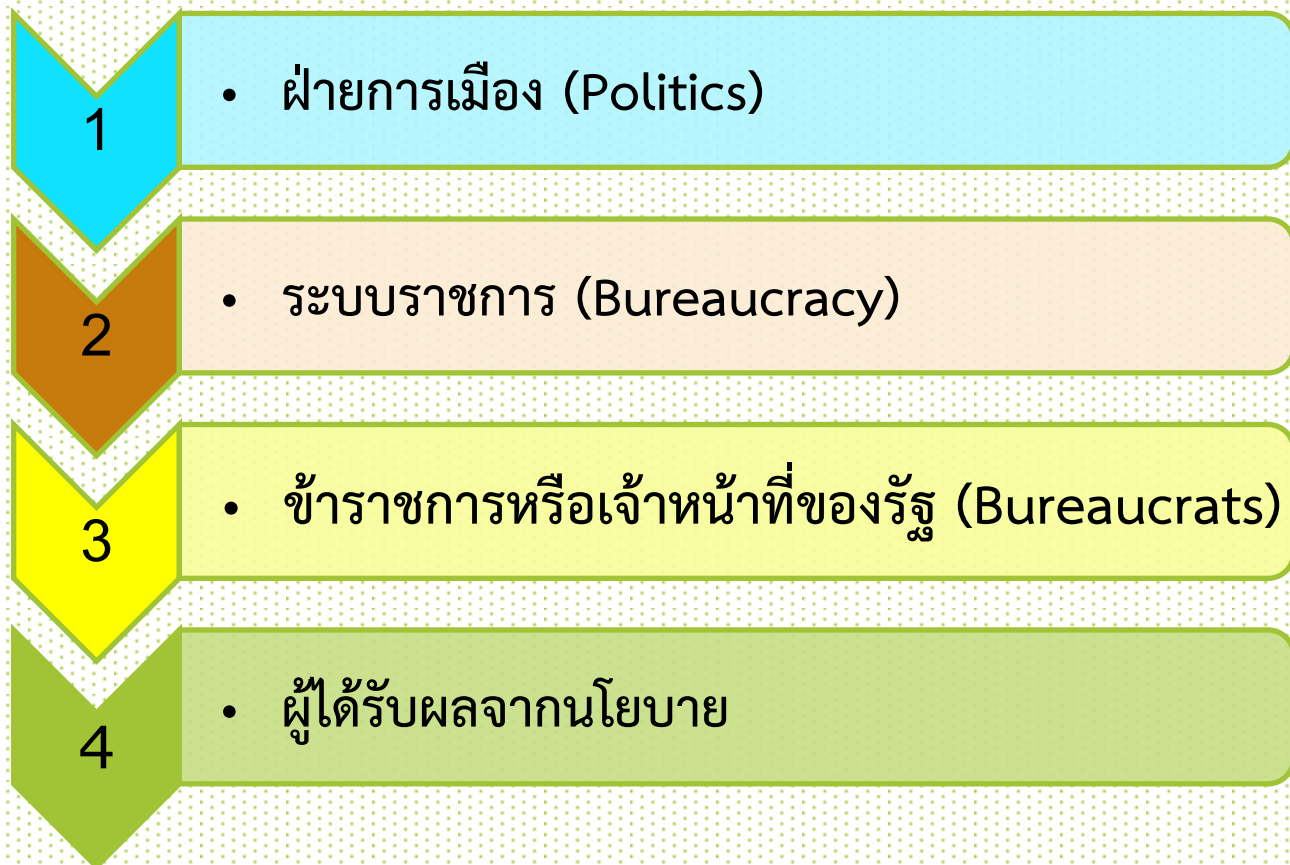 1
• ฝ่ายการเมือง (Politics)
2
• ระบบราชการ (Bureaucracy)
3
• ข้าราชการหรือเจ้าหน้าที่ของรัฐ (Bureaucrats)
4
• ผู้ได้รับผลจากนโยบาย